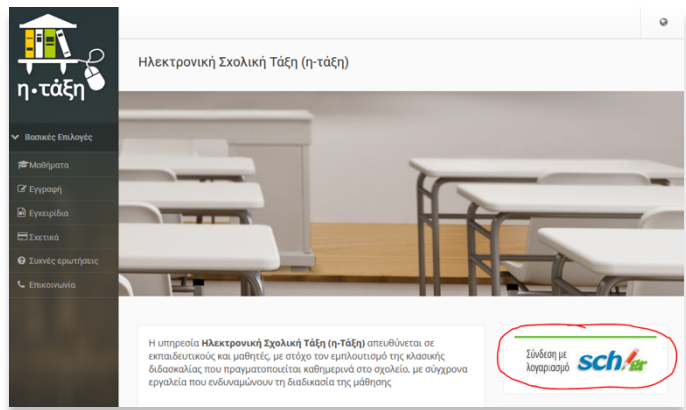 η·τάξη
Βασικές Επιλογές
Μαθήματα
Εγγραφή
Εγχειρίδια
Σχετικά
Συχνές ερωτήσεις
Επικοινωνία
Ηλεκτρονική Σχολική Τάξη (η-τάξη)
Η υπηρεσία Ηλεκτρονική Σχολική Τάξη (η-Τάξη) απευθύνεται σε
εκπαιδευτικούς και μαθητές, με στόχο τον εμπλουτισμό της κλασικής
διδασκαλίας που πραγματοποιείται καθημερινά στο σχολείο, με σύγχρονα
εργαλεία που ενδυναμώνουν τη διαδικασία της μάθησης
Σύνδεση με
λογαριασμό sch.gr